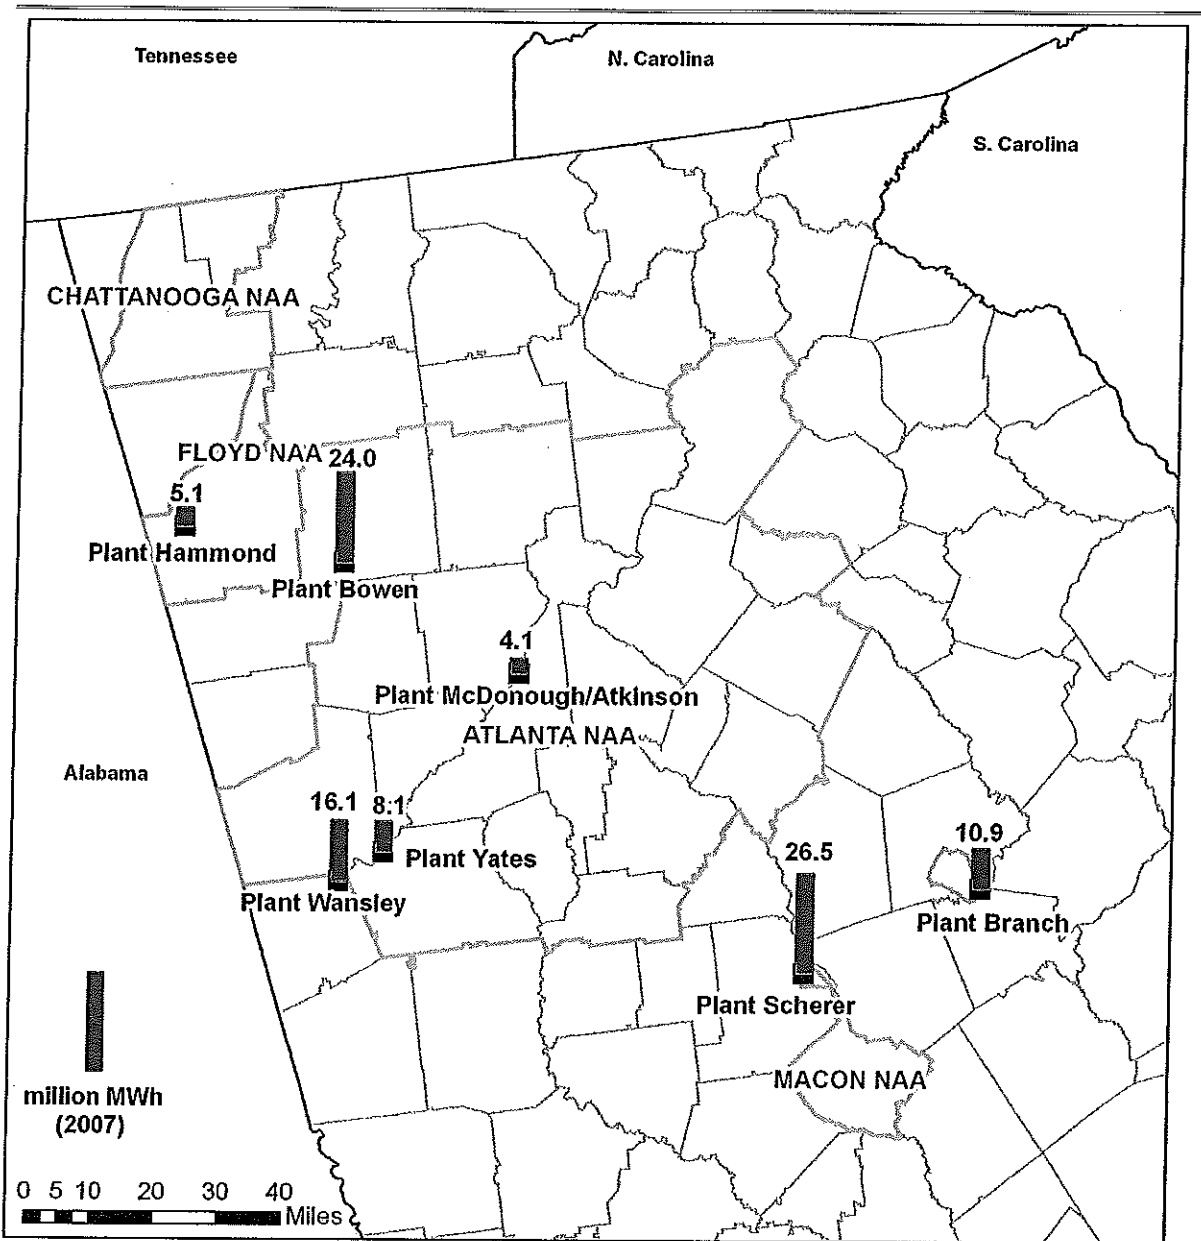 Tennessee
N. Carolina
S. Carolina
CHATTANOOGA NAA
FLOYD NAA
24.0
5.1
Plant Hammond
Plant Bowen
4.1
Plant McDonough/Atkinson
ATLANTA NAA
Alabama
16.1
8.1
Plant Yates
Plant Wansley
26.5
10.9
Plant Branch
Plant Scherer
MACON NAA
million MWh
(2007)
0 5 10 20 30 40
Miles